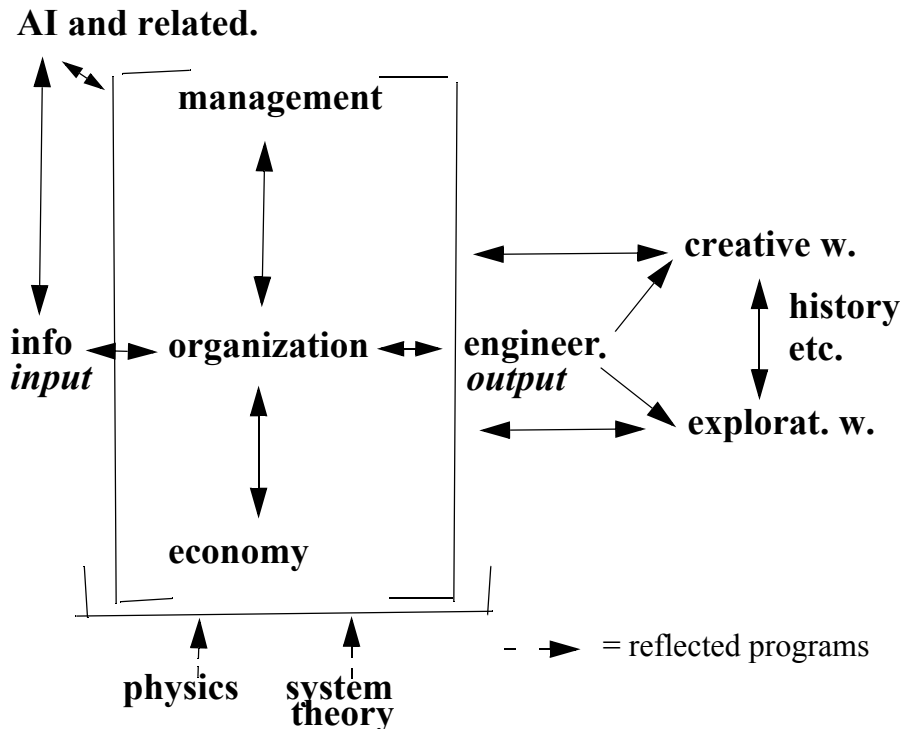 AI and related.
management
creative w.
history
etc.
info
input
organization
engineer.
output
explorat. w.
economy
= reflected programs
physics
system
theory